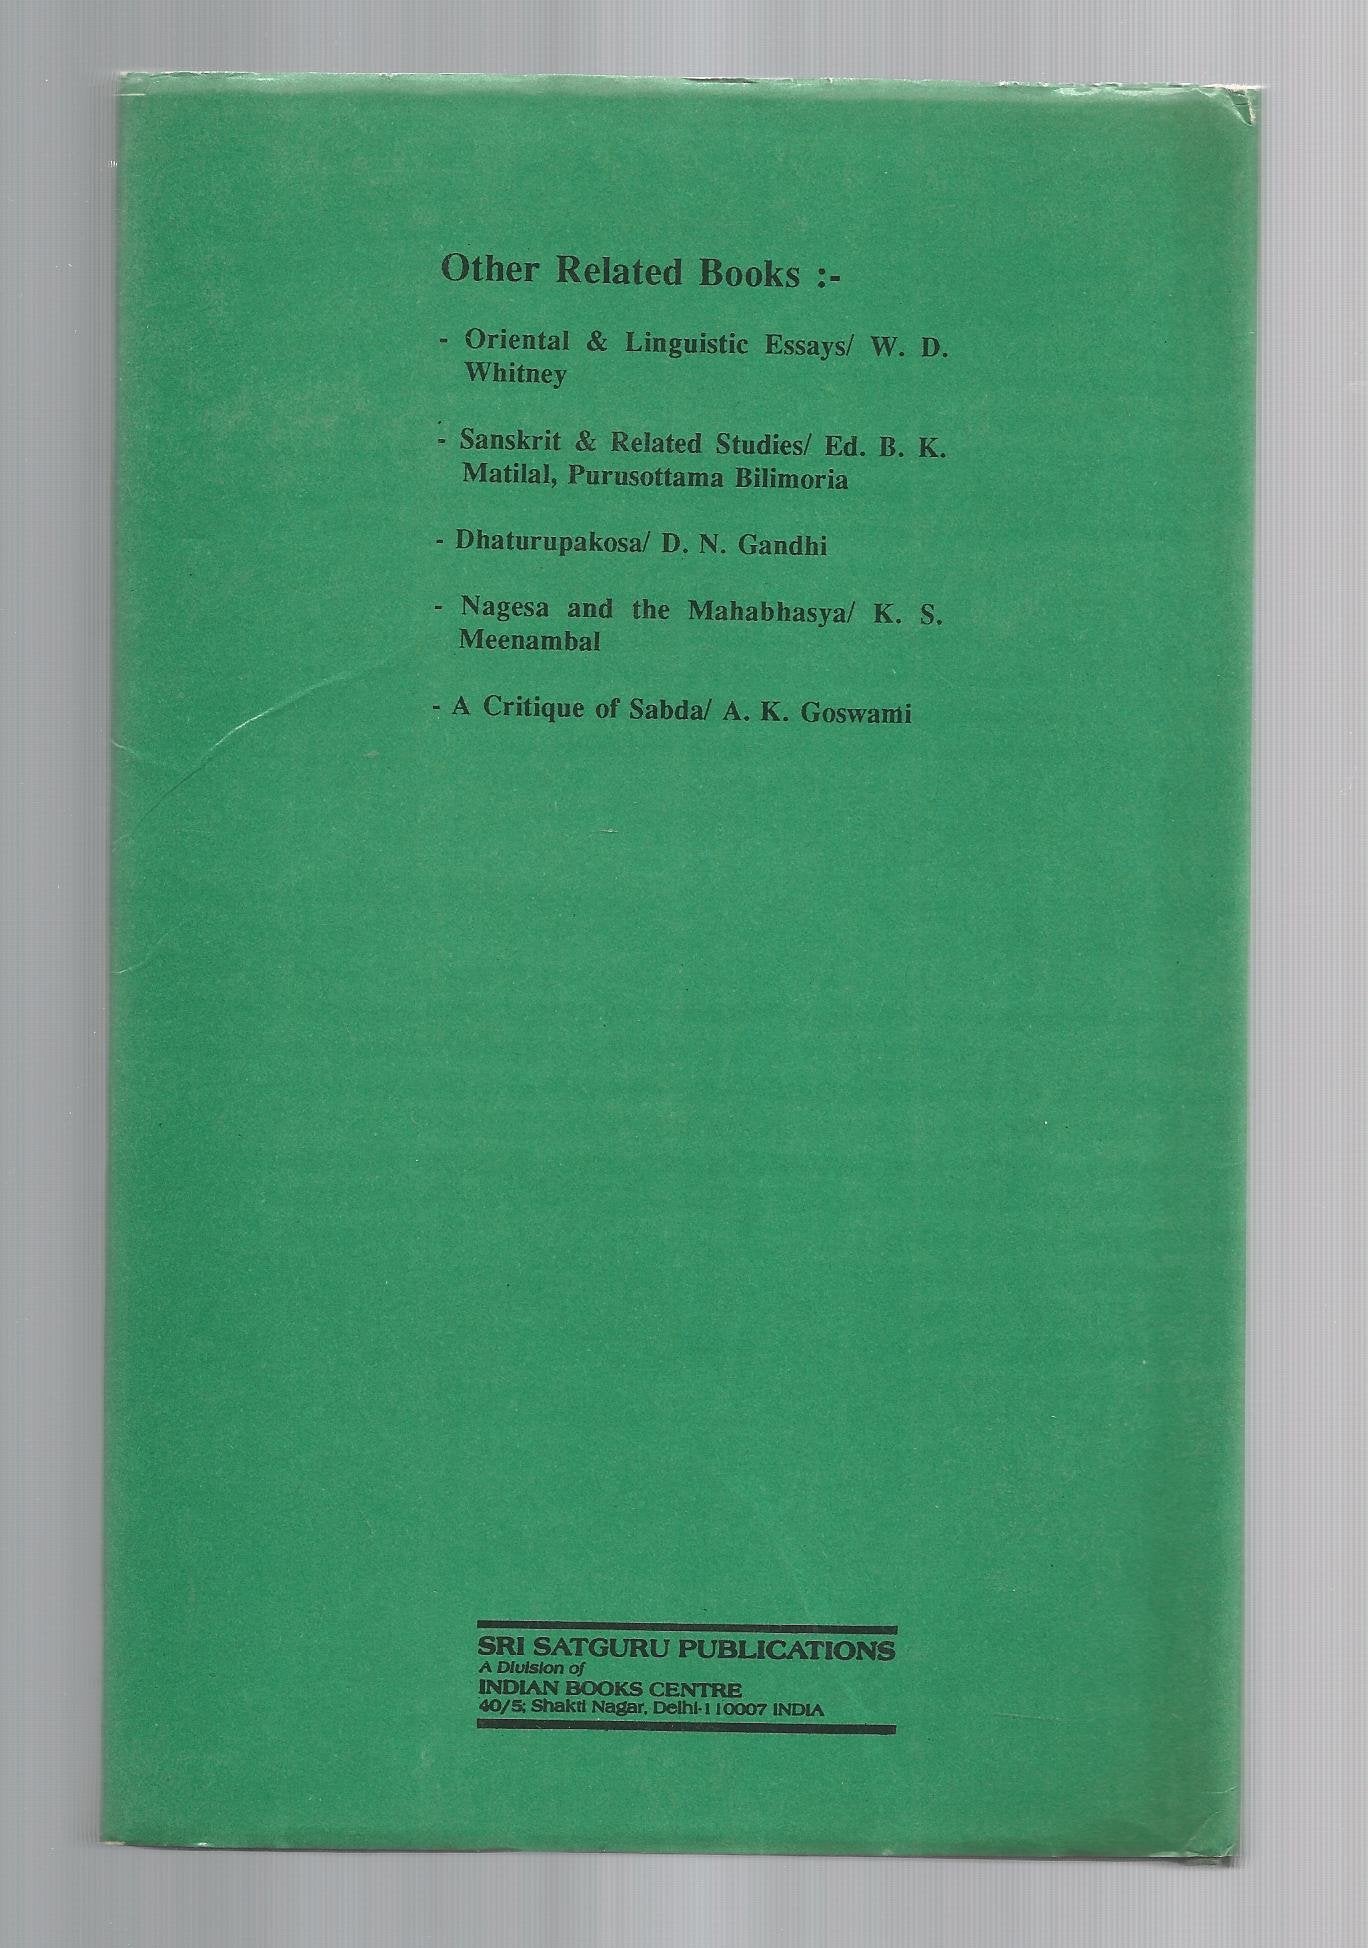 Other Related Books :-
- Oriental & Linguistic Essays/ W. D.
Whitney
- Sanskrit & Related Studies/ Ed. B. K.
Matilal, Purusottama Bilimoria
- Dhaturupakosa/ D. N. Gandhi
- Nagesa and the Mahabhasya/ K. S.
Meenambal
- A Critique of Sabda/ A. K. Goswami
SRI SATGURU PUBLICATIONS
A Division of
INDIAN BOOKS CENTRE
40/5, Shakti Nagar, Delhi-110007 INDIA